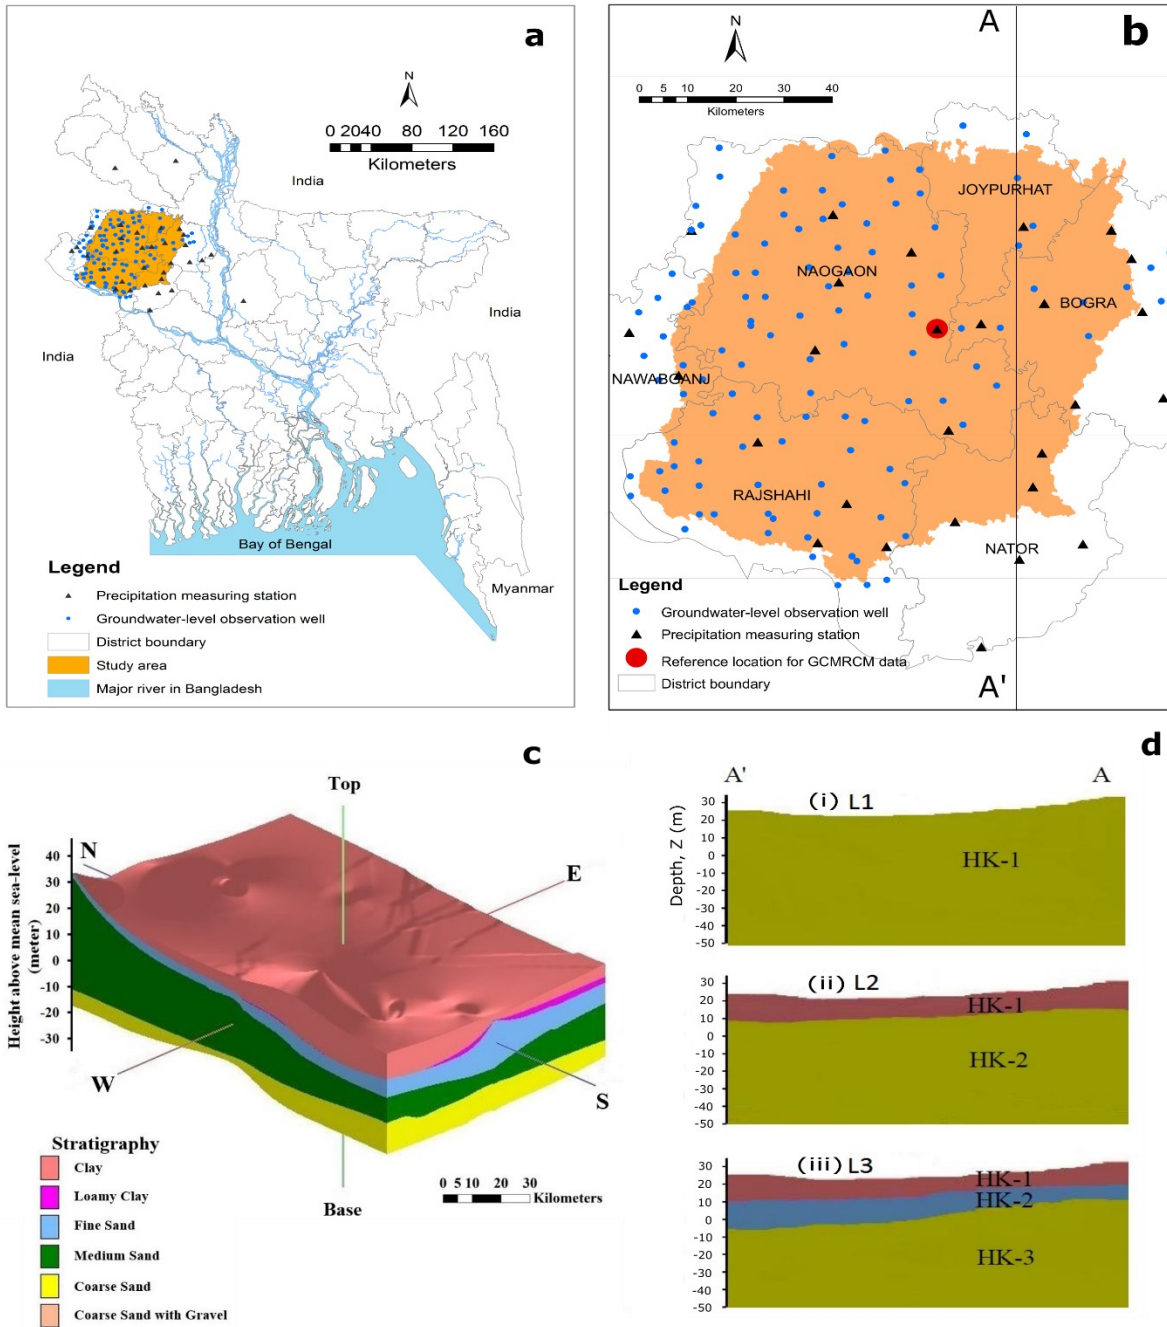 a
N
0 2040 80 120 160
Kilometers
India
India
India
Bay of Bengal
Myanmar
Legend
Precipitation measuring station
Groundwater-level observation well
District boundary
Study area
Major river in Bangladesh
b
A
N
0 5 10 20 30 40
Kilometers
JOYPURHAT
NAOGAON
BOGRA
NAWABGANJ
RAJSHAHI
NATOR
Legend
Groundwater-level observation well
Precipitation measuring station
Reference location for GCMRCM data
District boundary
A'
c
Top
N
E
W
S
Base
Height above mean sea-level
(meter)
40
30
20
10
0
-10
-20
-30
Stratigraphy
Clay
Loamy Clay
Fine Sand
Medium Sand
Coarse Sand
Coarse Sand with Gravel
0 5 10 20 30
Kilometers
d
A' A
Depth, Z (m)
(i) L1
HK-1
30
20
10
0
-10
-20
-30
-40
-50
(ii) L2
HK-1
HK-2
30
20
10
0
-10
-20
-30
-40
-50
(iii) L3
HK-1
HK-2
HK-3
30
20
10
0
-10
-20
-30
-40
-50